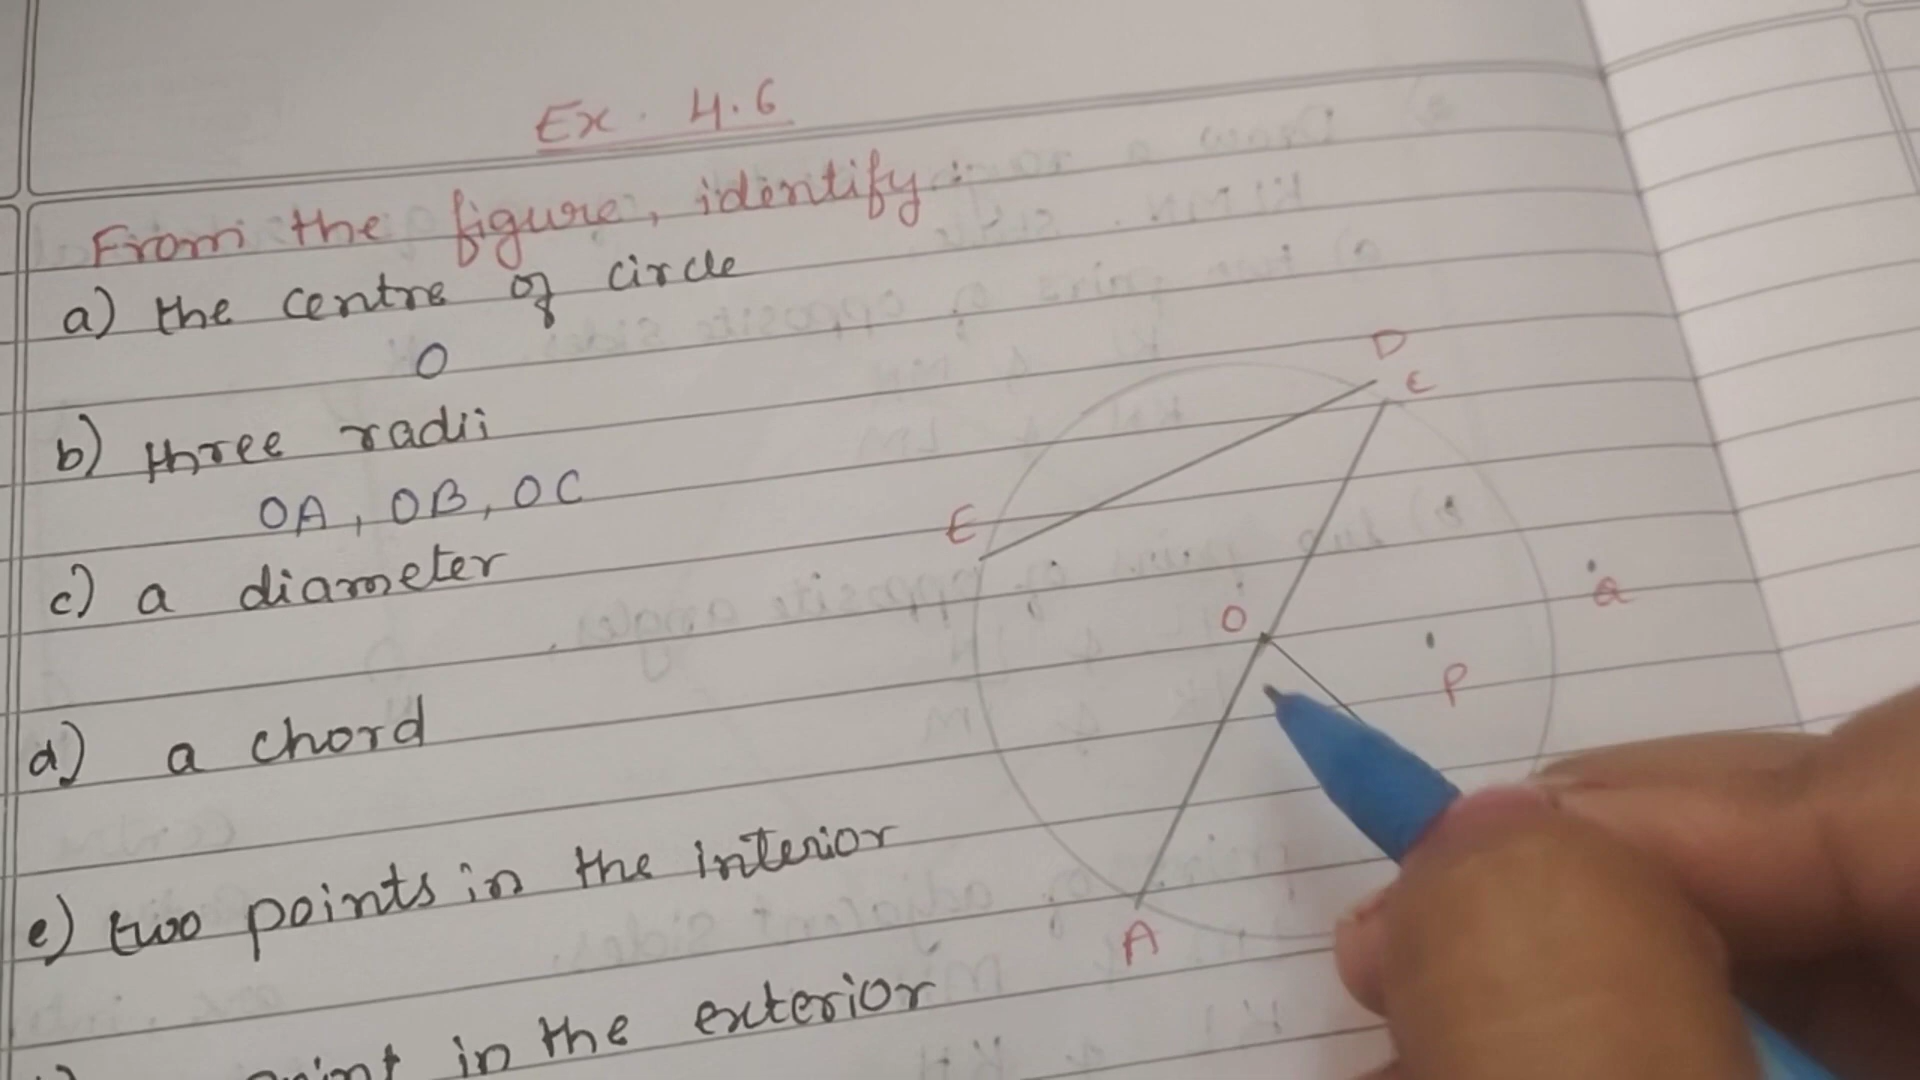 Ex. 4.6
From the figure, identify:
a) the centre of circle
O
b) three radii
OA, OB, OC
c) a diameter
d) a chord
e) two points in the interior
point in the exterior
D
C
E
O
Q
P
A